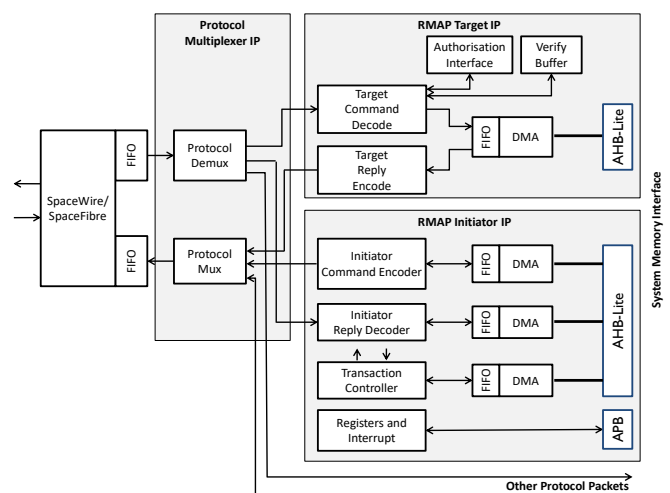 Protocol
Multiplexer IP
RMAP Target IP
Authorisation
Interface
Verify
Buffer
Target
Command
Decode
FIFO
DMA
AHB-Lite
Target
Reply
Encode
FIFO
Protocol
Demux
SpaceWire/
SpaceFibre
FIFO
Protocol
Mux
System Memory Interface
RMAP Initiator IP
Initiator
Command Encoder
FIFO
DMA
Initiator
Reply Decoder
FIFO
DMA
AHB-Lite
Transaction
Controller
FIFO
DMA
Registers and
Interrupt
APB
Other Protocol Packets